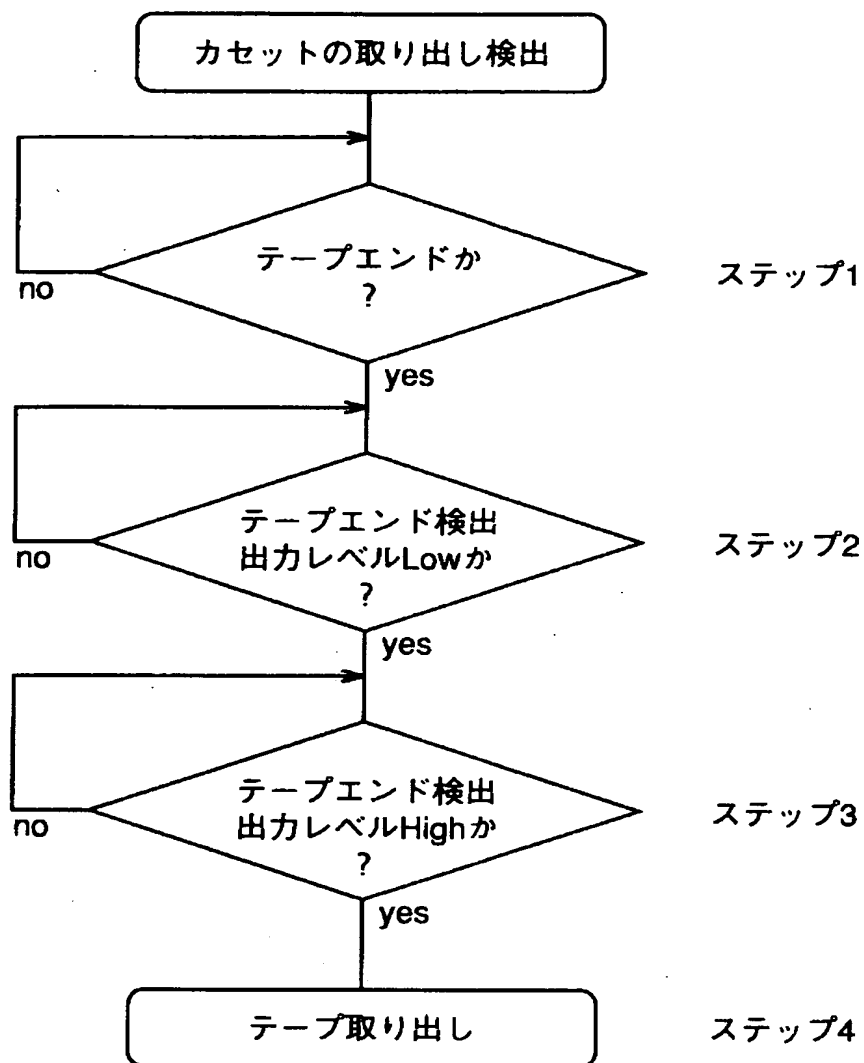 カセットの取り出し検出
テープエンドか
?
ステップ1
no
yes
テープエンド検出
出力レベルLowか
?
ステップ2
no
yes
テープエンド検出
出力レベルHighか
?
ステップ3
no
yes
テープ取り出し
ステップ4